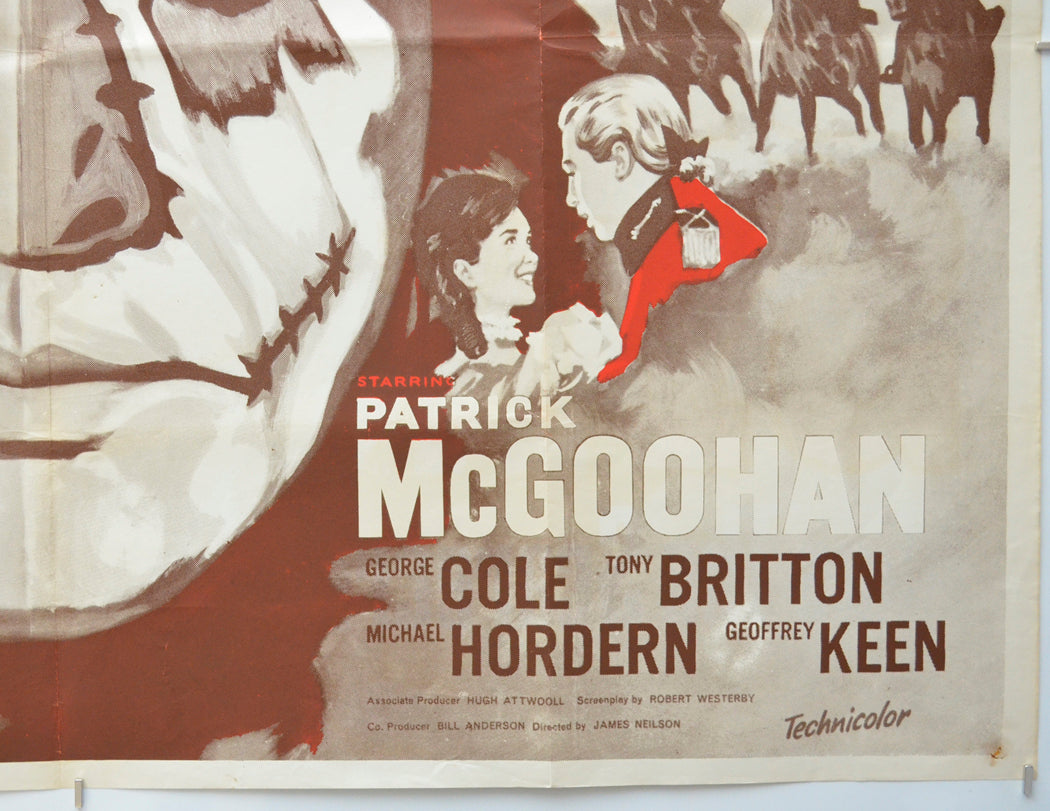 STARRING
PATRICK
McGOOHAN
GEORGE COLE TONY BRITTON
MICHAEL HORDERN GEOFFREY KEEN
Associate Producer HUGH ATTWOOLL Screenplay by ROBERT WESTERBY
Co. Producer BILL ANDERSON Directed by JAMES NEILSON
Technicolor